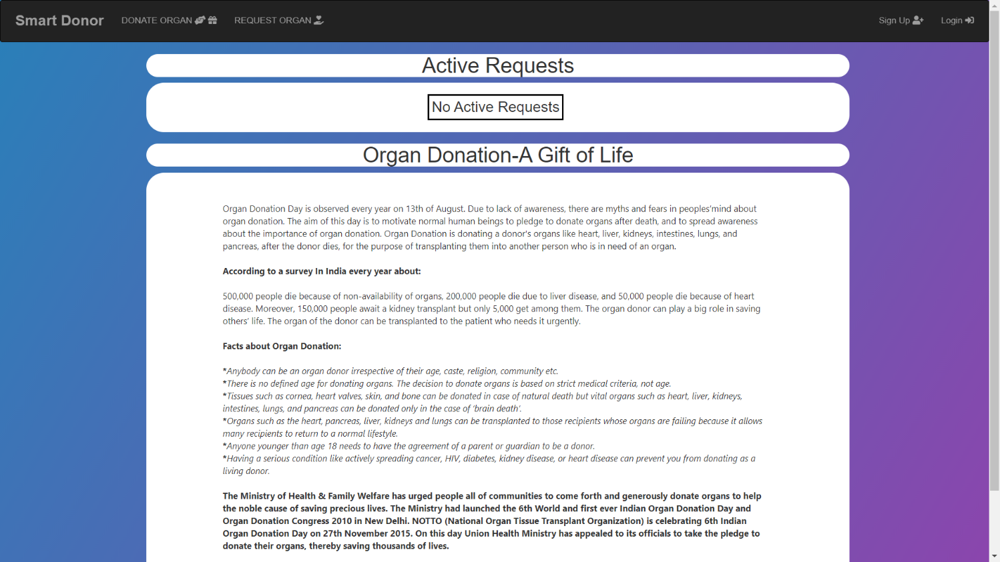 Smart Donor DONATE ORGAN REQUEST ORGAN Sign Up Login
Active Requests
No Active Requests
Organ Donation-A Gift of Life
Organ Donation Day is observed every year on 13th of August. Due to lack of awareness, there are myths and fears in peoples'mind about
organ donation. The aim of this day is to motivate normal human beings to pledge to donate organs after death, and to spread awareness
about the importance of organ donation. Organ Donation is donating a donor's organs like heart, liver, kidneys, intestines, lungs, and
pancreas, after the donor dies, for the purpose of transplanting them into another person who is in need of an organ.
According to a survey In India every year about:
500,000 people die because of non-availability of organs, 200,000 people die due to liver disease, and 50,000 people die because of heart
disease. Moreover, 150,000 people await a kidney transplant but only 5,000 get among them. The organ donor can play a big role in saving
others' life. The organ of the donor can be transplanted to the patient who needs it urgently.
Facts about Organ Donation:
*Anybody can be an organ donor irrespective of their age, caste, religion, community etc.
*There is no defined age for donating organs. The decision to donate organs is based on strict medical criteria, not age.
*Tissues such as cornea, heart valves, skin, and bone can be donated in case of natural death but vital organs such as heart, liver, kidneys,
intestines, lungs, and pancreas can be donated only in the case of 'brain death'.
*Organs such as the heart, pancreas, liver, kidneys and lungs can be transplanted to those recipients whose organs are failing because it allows
many recipients to return to a normal lifestyle.
*Anyone younger than age 18 needs to have the agreement of a parent or guardian to be a donor.
*Having a serious condition like actively spreading cancer, HIV, diabetes, kidney disease, or heart disease can prevent you from donating as a
living donor.
The Ministry of Health & Family Welfare has urged people all of communities to come forth and generously donate organs to help
the noble cause of saving precious lives. The Ministry had launched the 6th World and first ever Indian Organ Donation Day and
Organ Donation Congress 2010 in New Delhi. NOTTO (National Organ Tissue Transplant Organization) is celebrating 6th Indian
Organ Donation Day on 27th November 2015. On this day Union Health Ministry has appealed to its officials to take the pledge to
donate their organs, thereby saving thousands of lives.